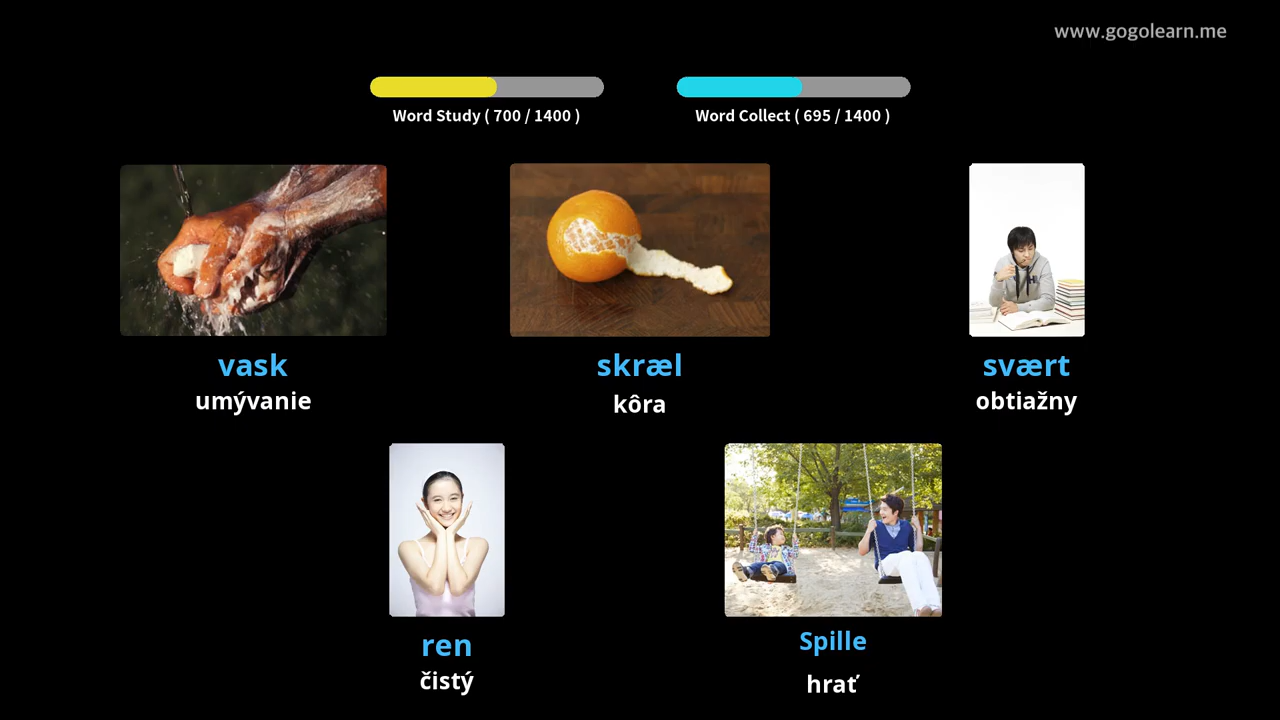 www.gogolearn.me
Word Study ( 700 / 1400 )
Word Collect ( 695 / 1400 )
vask
umývanie
skræl
kôra
svært
obtiažny
ren
čistý
Spille
hrať